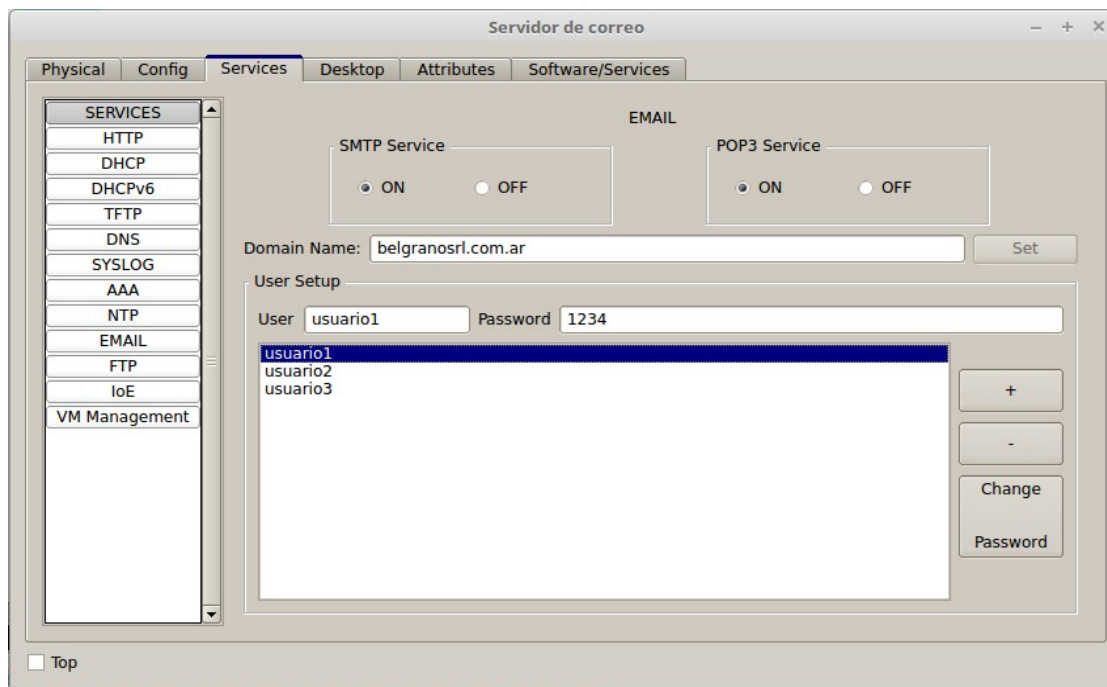 Servidor de correo
Physical Config Services Desktop Attributes Software/Services
SERVICES
HTTP
DHCP
DHCPv6
TFTP
DNS
SYSLOG
AAA
NTP
EMAIL
FTP
IoE
VM Management
EMAIL
SMTP Service
ON OFF
POP3 Service
ON OFF
Domain Name: belgranosrl.com.ar Set
User Setup
User usuario1 Password 1234
usuario1
usuario2
usuario3
+
-
Change
Password
Top